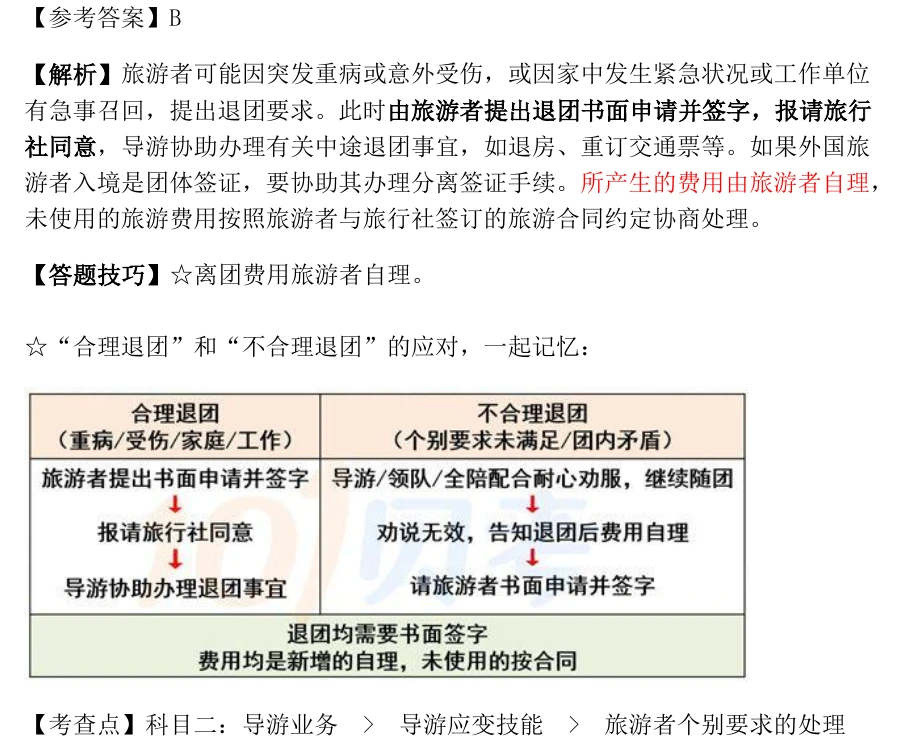 【参考答案】B
【解析】旅游者可能因突发重病或意外受伤，或因家中发生紧急状况或工作单位
有急事召回，提出退团要求。此时由旅游者提出退团书面申请并签字，报请旅行
社同意，导游协助办理有关中途退团事宜，如退房、重订交通票等。如果外国旅
游者入境是团体签证，要协助其办理分离签证手续。所产生的费用由旅游者自理，
未使用的旅游费用按照旅游者与旅行社签订的旅游合同约定协商处理。
【答题技巧】☆离团费用旅游者自理。
☆“合理退团”和“不合理退团”的应对，一起记忆：
合理退团
（重病/受伤/家庭/工作）
不合理退团
（个别要求未满足/团内矛盾）
旅游者提出书面申请并签字
↓
报请旅行社同意
↓
导游协助办理退团事宜
导游/领队/全陪配合耐心劝服，继续随团
↓
劝说无效，告知退团后费用自理
↓
请旅游者书面申请并签字
退团均需要书面签字
费用均是新增的自理，未使用的按合同
【考查点】科目二：导游业务 > 导游应变技能 > 旅游者个别要求的处理